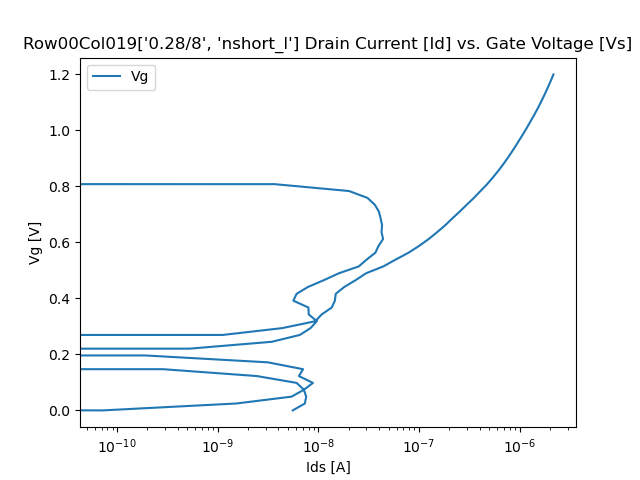 Row00Col019['0.28/8', 'nshort_l'] Drain Current [Id] vs. Gate Voltage [Vs]
Vg
1.2
1.0
0.8
0.6
0.4
0.2
0.0
Vg [V]
10⁻¹⁰ 10⁻⁹ 10⁻⁸ 10⁻⁷ 10⁻⁶
Ids [A]